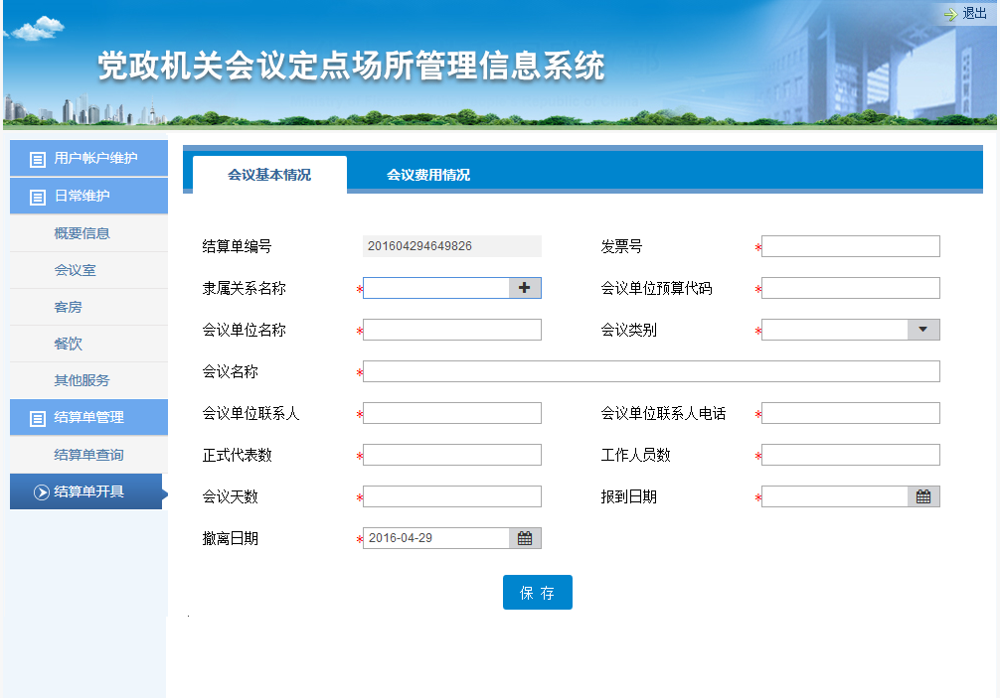 退出
党政机关会议定点场所管理信息系统
用户帐户维护
日常维护
概要信息
会议室
客房
餐饮
其他服务
结算单管理
结算单查询
结算单开具
会议基本情况 会议费用情况
结算单编号 201604294649826 发票号 *
隶属关系名称 * 会议单位预算代码 *
会议单位名称 * 会议类别 *
会议名称 *
会议单位联系人 * 会议单位联系人电话 *
正式代表数 * 工作人员数 *
会议天数 * 报到日期 *
撤离日期 * 2016-04-29
保 存